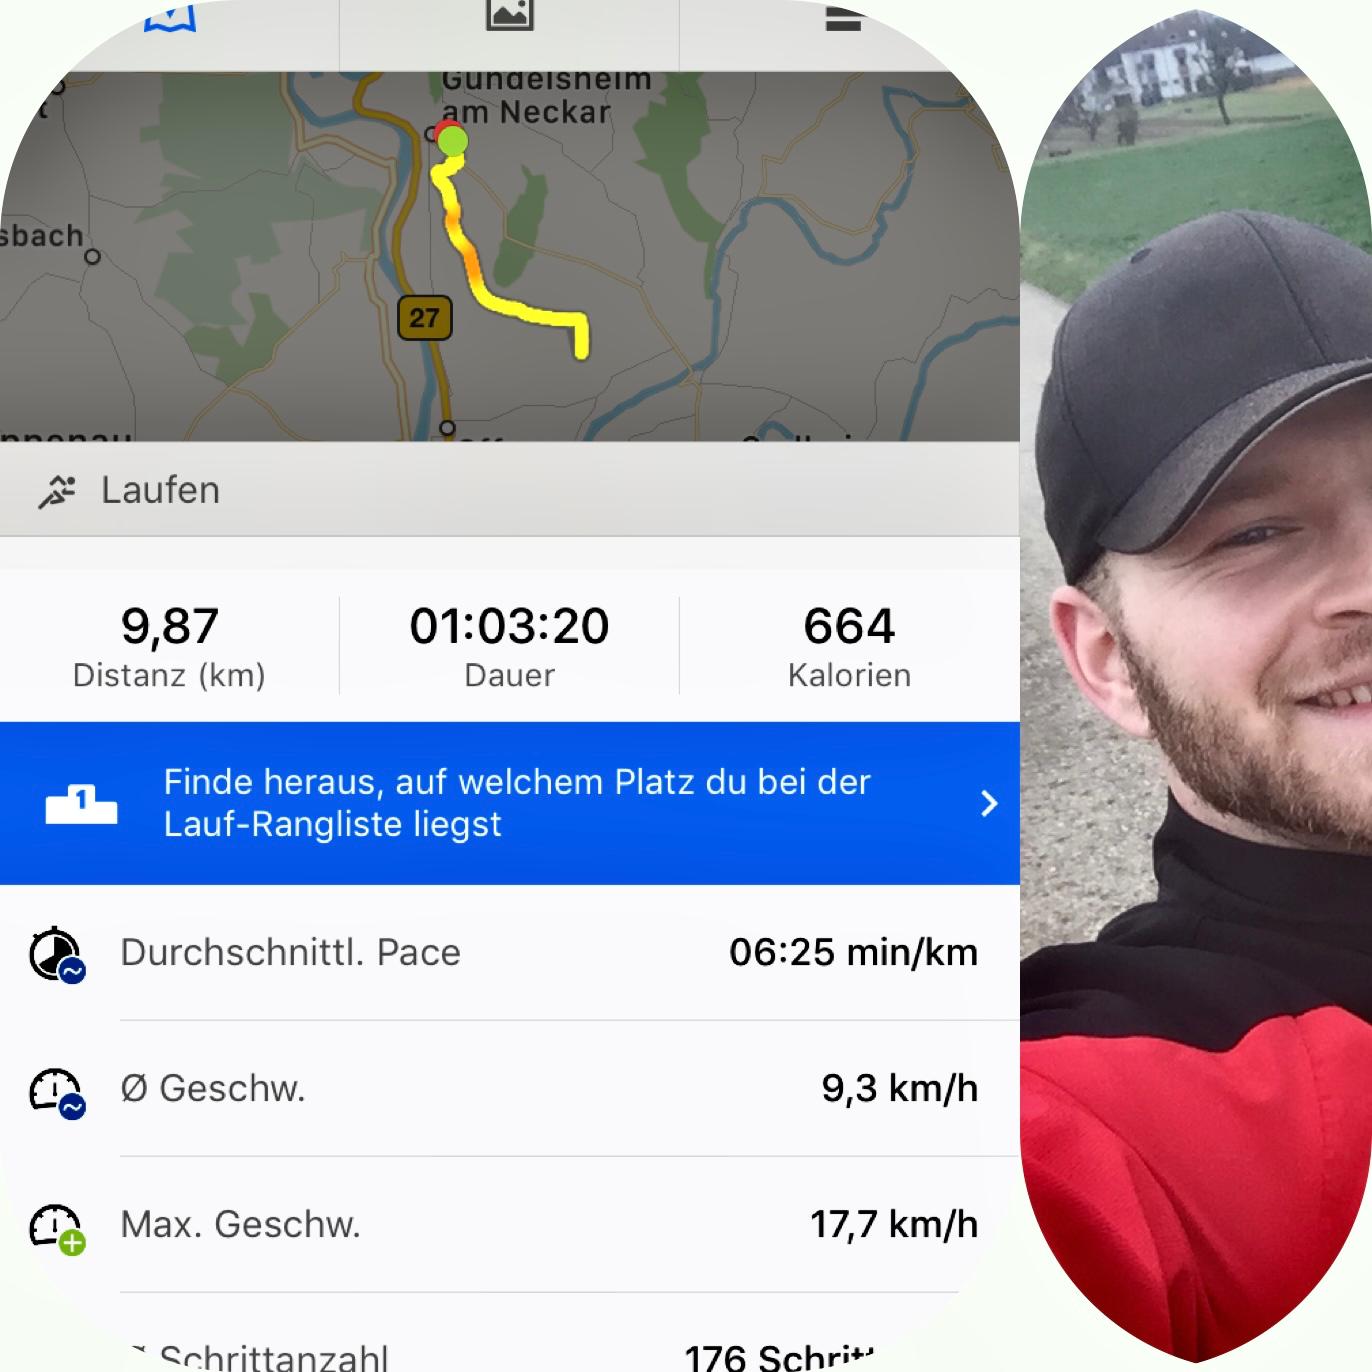 Gundelsheim
am Neckar
sbach
27
Laufen
9,87
Distanz (km)
01:03:20
Dauer
664
Kalorien
1
Finde heraus, auf welchem Platz du bei der
Lauf-Rangliste liegst
Durchschnittl. Pace 06:25 min/km
Ø Geschw. 9,3 km/h
Max. Geschw. 17,7 km/h
Schrittanzahl 176 Schritt